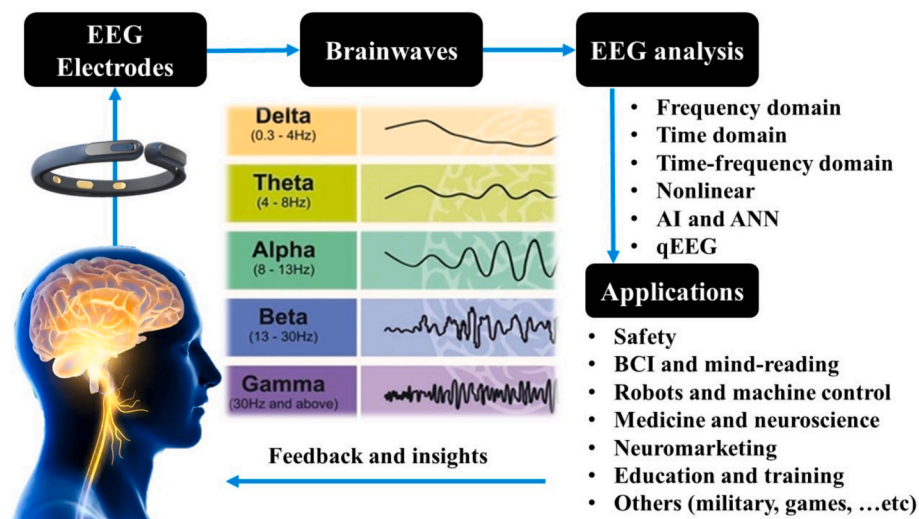 EEG
Electrodes
Brainwaves
EEG analysis
Delta
(0.3 - 4Hz)
Theta
(4 - 8Hz)
Alpha
(8 - 13Hz)
Beta
(13 - 30Hz)
Gamma
(30Hz and above)
• Frequency domain
• Time domain
• Time-frequency domain
• Nonlinear
• AI and ANN
• qEEG
Applications
• Safety
• BCI and mind-reading
• Robots and machine control
• Medicine and neuroscience
• Neuromarketing
• Education and training
• Others (military, games, …etc)
Feedback and insights